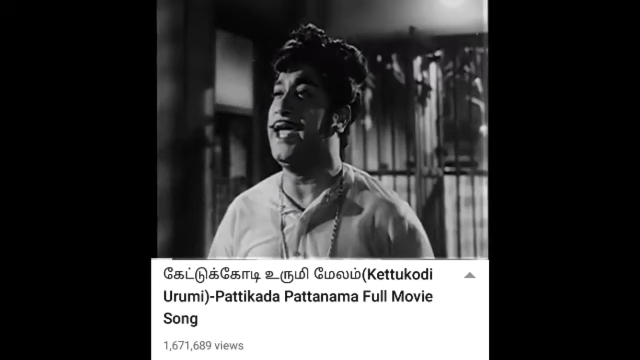 கேட்டுக்கோடி உருமி மேலம்(Kettukodi
Urumi)-Pattikada Pattanama Full Movie
Song
1,671,689 views